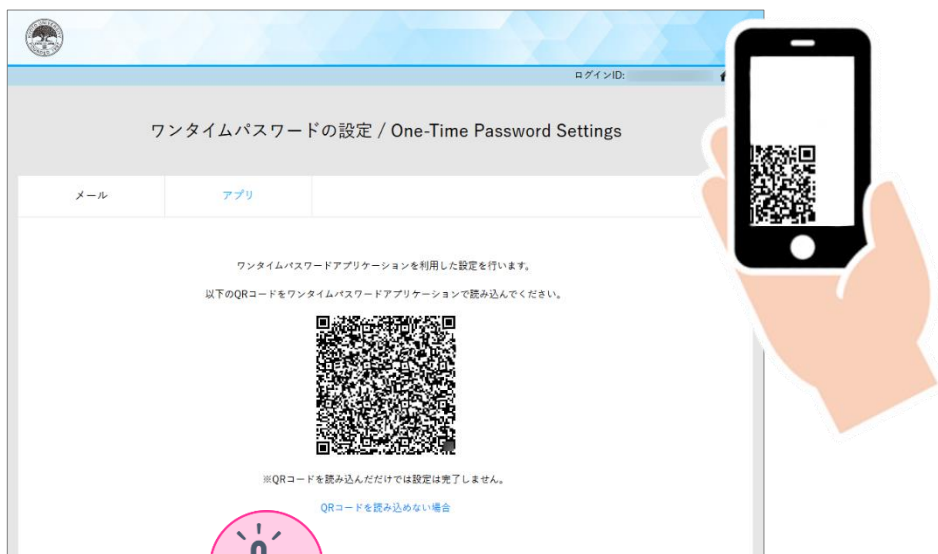 ログインID:
ワンタイムパスワードの設定 / One-Time Password Settings
メール
アプリ
ワンタイムパスワードアプリケーションを利用した設定を行います。
以下のQRコードをワンタイムパスワードアプリケーションで読み込んでください。
※QRコードを読み込んだだけでは設定は完了しません。
QRコードを読み込めない場合